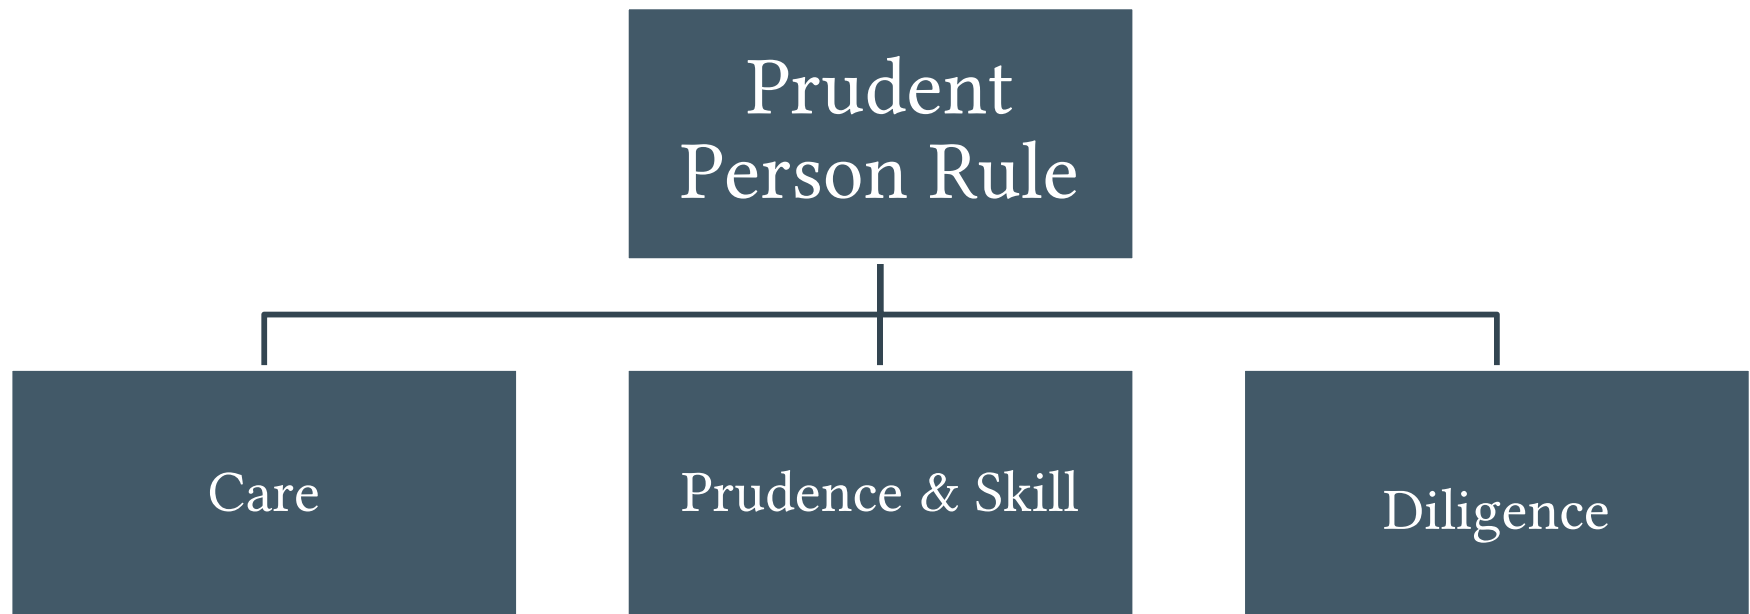 Prudent
Person Rule
Care
Prudence & Skill
Diligence